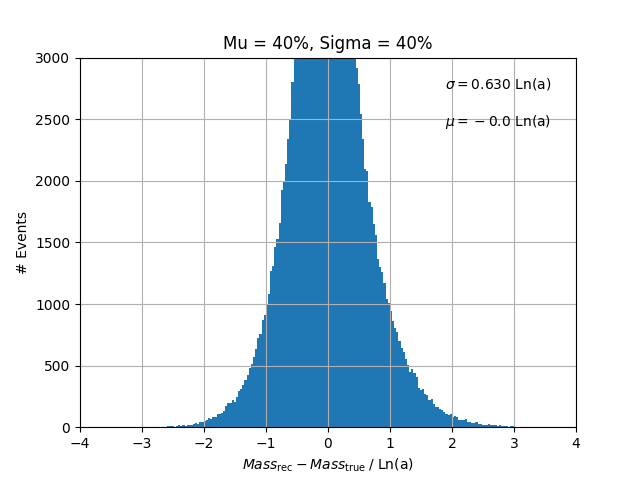 Mu = 40%, Sigma = 40%
σ = 0.630 Ln(a)
μ = −0.0 Ln(a)
# Events
3000
2500
2000
1500
1000
500
0
−4 −3 −2 −1 0 1 2 3 4
Mass_rec − Mass_true / Ln(a)